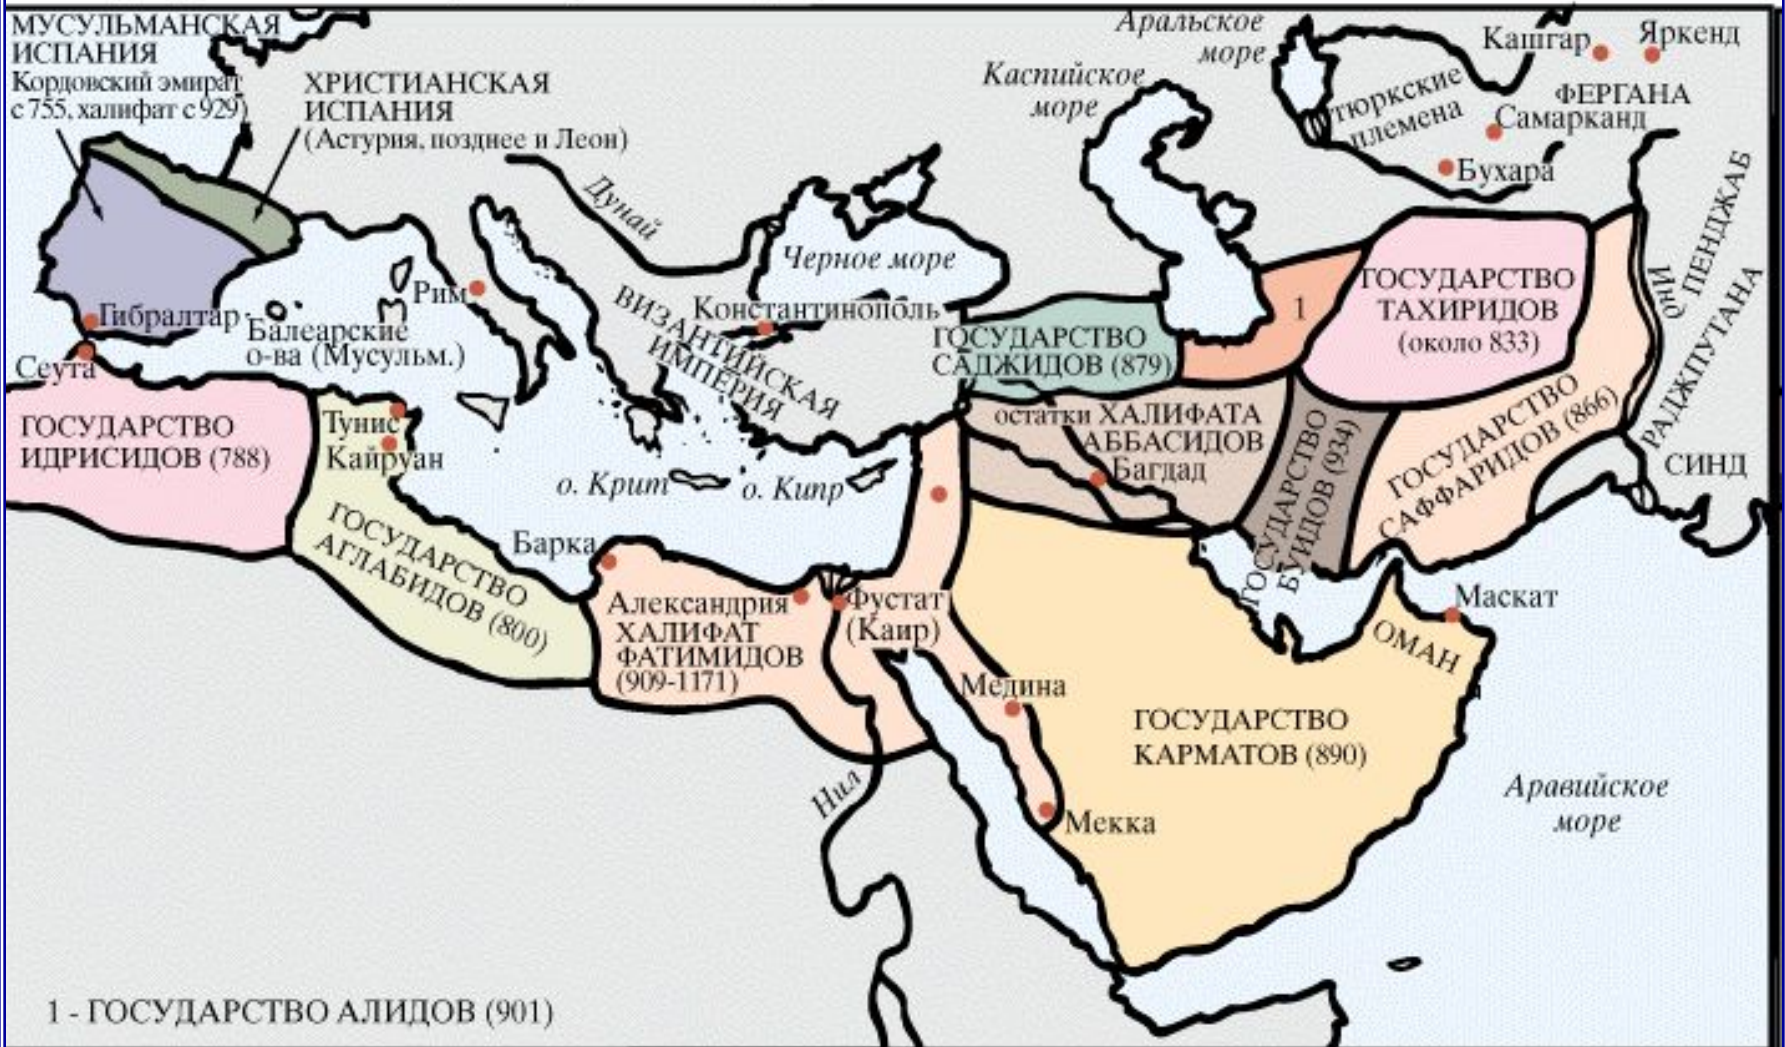 МУСУЛЬМАНСКАЯ
ИСПАНИЯ
Кордовский эмират
с 755, халифат с 929)
ХРИСТИАНСКАЯ
ИСПАНИЯ
(Астурия, позднее и Леон)
Дунай
Каспийское
море
Аральское
море
тюркские
племена
Кашгар
Яркенд
ФЕРГАНА
Самарканд
Бухара
ПЕНДЖАБ
Инд
РАДЖПУТАНА
СИНД
Черное море
Рим
Гибралтар
Балеарские
о-ва (Мусульм.)
Сеута
ВИЗАНТИЙСКАЯ
ИМПЕРИЯ
Константинополь
ГОСУДАРСТВО
САДЖИДОВ (879)
1
ГОСУДАРСТВО
ТАХИРИДОВ
(около 833)
ГОСУДАРСТВО
ИДРИСИДОВ (788)
Тунис
Кайруан
остатки ХАЛИФАТА
АББАСИДОВ
Багдад
ГОСУДАРСТВО
БУИДОВ (934)
ГОСУДАРСТВО
САФФАРИДОВ (866)
о. Крит
о. Кипр
ГОСУДАРСТВО
АГЛАБИДОВ (800)
Барка
Александрия
ХАЛИФАТ
ФАТИМИДОВ
(909-1171)
Фустат
(Каир)
Маскат
ОМАН
Медина
ГОСУДАРСТВО
КАРМАТОВ (890)
Нил
Мекка
Аравийское
море
1 - ГОСУДАРСТВО АЛИДОВ (901)